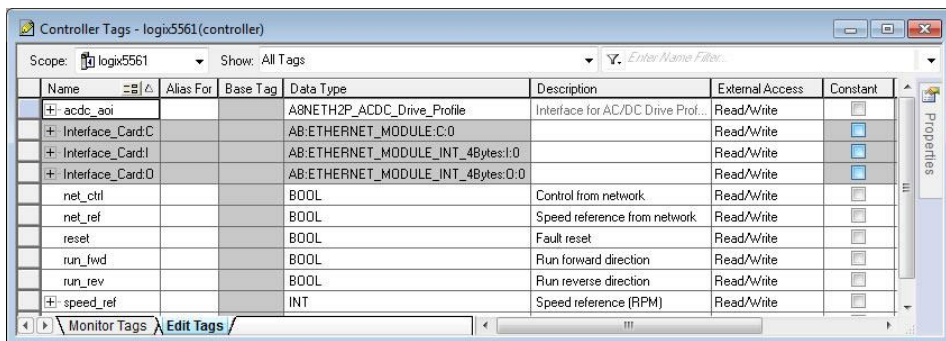 Controller Tags - logix5561(controller)
Scope: logix5561 Show: All Tags Enter Name Filter...
Name Alias For Base Tag Data Type Description External Access Constant
acdc_aoi A8NETH2P_ACDC_Drive_Profile Interface for AC/DC Drive Prof... Read/Write
Interface_Card:C AB:ETHERNET_MODULE:C:0 Read/Write
Interface_Card:I AB:ETHERNET_MODULE_INT_4Bytes:I:0 Read/Write
Interface_Card:O AB:ETHERNET_MODULE_INT_4Bytes:O:0 Read/Write
net_ctrl BOOL Control from network Read/Write
net_ref BOOL Speed reference from network Read/Write
reset BOOL Fault reset Read/Write
run_fwd BOOL Run forward direction Read/Write
run_rev BOOL Run reverse direction Read/Write
speed_ref INT Speed reference (RPM) Read/Write
Monitor Tags Edit Tags
Properties